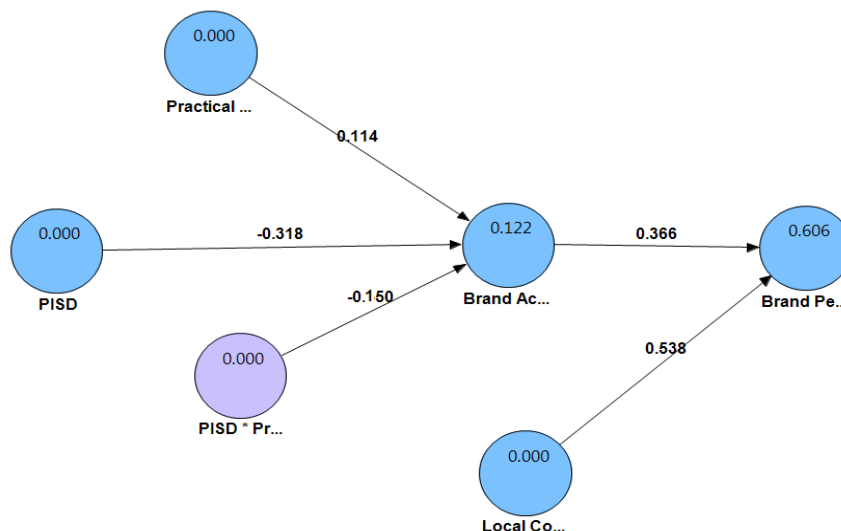 0.000
Practical ...
0.114
0.000
PISD
-0.318
0.122
Brand Ac...
0.366
0.606
Brand Pe...
-0.150
0.000
PISD * Pr...
0.538
0.000
Local Co...